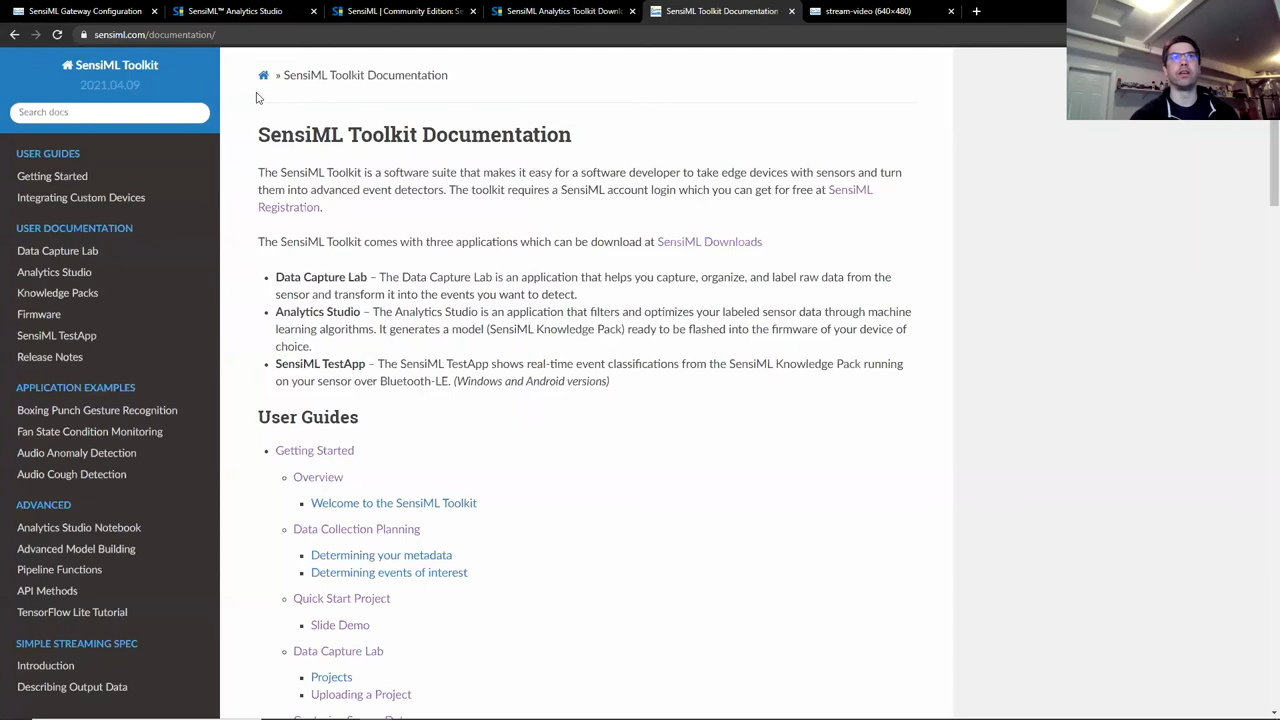 SensiML Gateway Configuration
SensiML™ Analytics Studio
SensiML | Community Edition: Se
SensiML Analytics Toolkit Downl
SensiML Toolkit Documentation
stream-video (640×480)
sensiml.com/documentation/
SensiML Toolkit
2021.04.09
Search docs
USER GUIDES
Getting Started
Integrating Custom Devices
USER DOCUMENTATION
Data Capture Lab
Analytics Studio
Knowledge Packs
Firmware
SensiML TestApp
Release Notes
APPLICATION EXAMPLES
Boxing Punch Gesture Recognition
Fan State Condition Monitoring
Audio Anomaly Detection
Audio Cough Detection
ADVANCED
Analytics Studio Notebook
Advanced Model Building
Pipeline Functions
API Methods
TensorFlow Lite Tutorial
SIMPLE STREAMING SPEC
Introduction
Describing Output Data
» SensiML Toolkit Documentation
SensiML Toolkit Documentation
The SensiML Toolkit is a software suite that makes it easy for a software developer to take edge devices with sensors and turn
them into advanced event detectors. The toolkit requires a SensiML account login which you can get for free at SensiML
Registration.
The SensiML Toolkit comes with three applications which can be download at SensiML Downloads
• Data Capture Lab – The Data Capture Lab is an application that helps you capture, organize, and label raw data from the
sensor and transform it into the events you want to detect.
• Analytics Studio – The Analytics Studio is an application that filters and optimizes your labeled sensor data through machine
learning algorithms. It generates a model (SensiML Knowledge Pack) ready to be flashed into the firmware of your device of
choice.
• SensiML TestApp – The SensiML TestApp shows real-time event classifications from the SensiML Knowledge Pack running
on your sensor over Bluetooth-LE. (Windows and Android versions)
User Guides
• Getting Started
Overview
Welcome to the SensiML Toolkit
Data Collection Planning
Determining your metadata
Determining events of interest
Quick Start Project
Slide Demo
Data Capture Lab
Projects
Uploading a Project